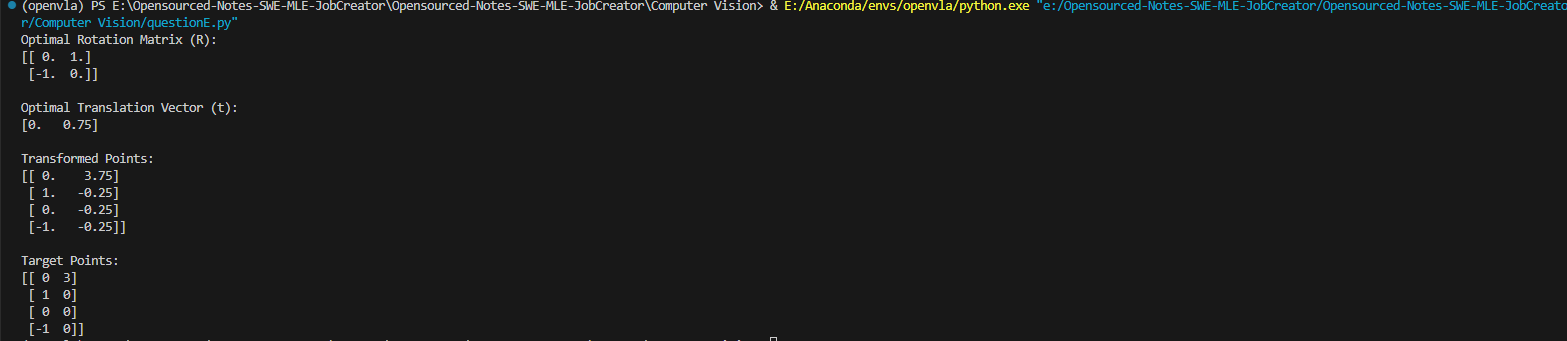 (openvla) PS E:\Opensourced-Notes-SWE-MLE-JobCreator\Opensourced-Notes-SWE-MLE-JobCreator\Computer Vision> & E:/Anaconda/envs/openvla/python.exe "e:/Opensourced-Notes-SWE-MLE-JobCreator/Opensourced-Notes-SWE-MLE-JobCreato
r/Computer Vision/questionE.py"
Optimal Rotation Matrix (R):
[[ 0.  1.]
 [-1.  0.]]
Optimal Translation Vector (t):
[0.   0.75]
Transformed Points:
[[ 0.    3.75]
 [ 1.   -0.25]
 [ 0.   -0.25]
 [-1.   -0.25]]
Target Points:
[[ 0  3]
 [ 1  0]
 [ 0  0]
 [-1  0]]